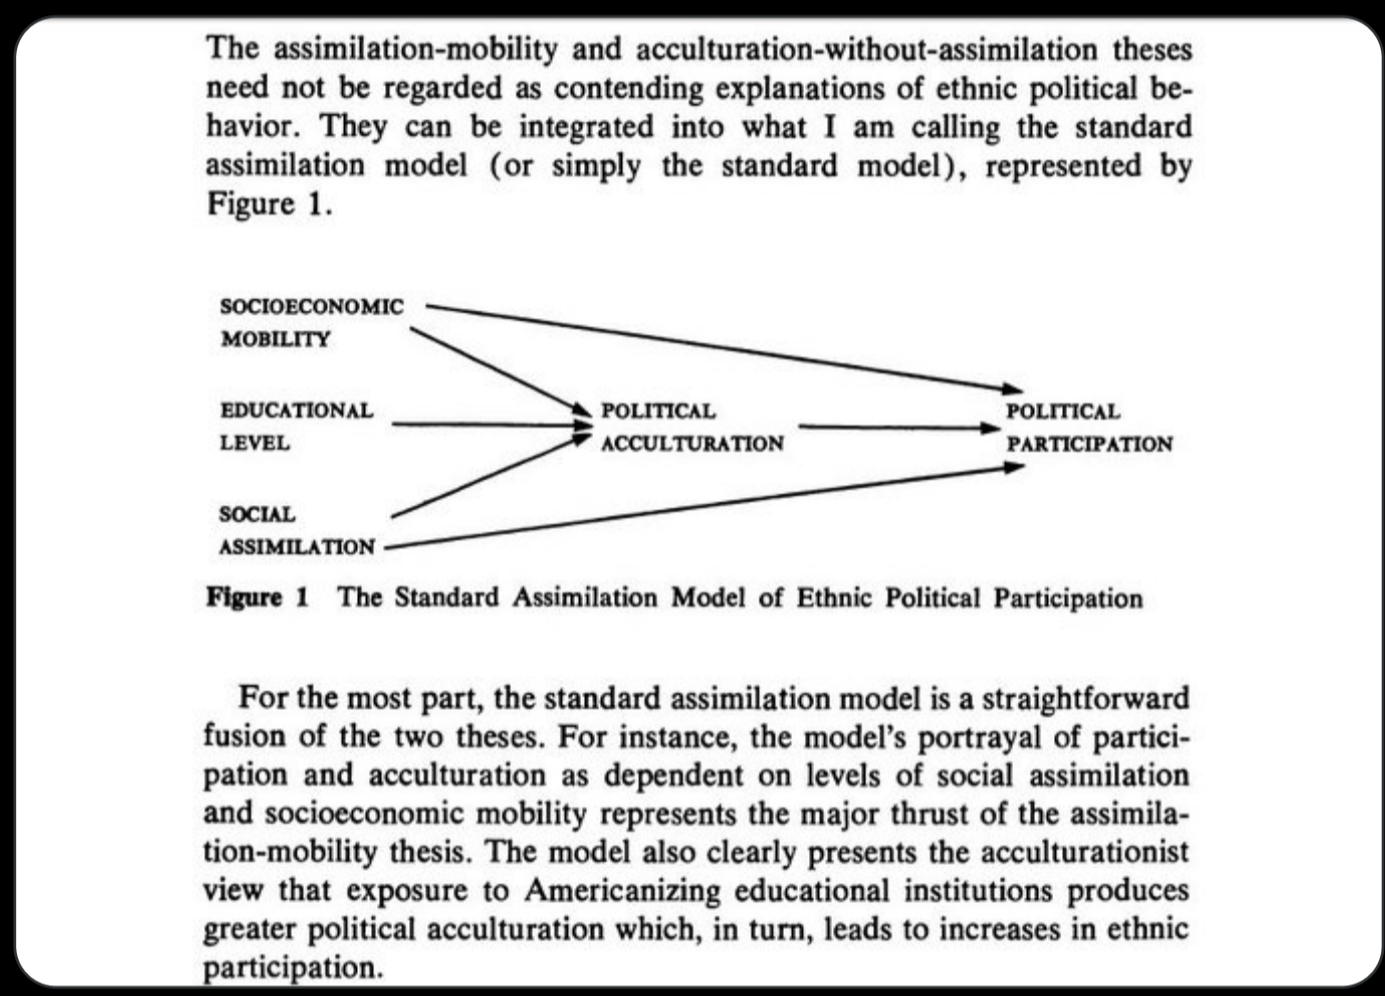 The assimilation-mobility and acculturation-without-assimilation theses
need not be regarded as contending explanations of ethnic political be-
havior. They can be integrated into what I am calling the standard
assimilation model (or simply the standard model), represented by
Figure 1.
SOCIOECONOMIC
MOBILITY
EDUCATIONAL
LEVEL
SOCIAL
ASSIMILATION
POLITICAL
ACCULTURATION
POLITICAL
PARTICIPATION
Figure 1 The Standard Assimilation Model of Ethnic Political Participation
For the most part, the standard assimilation model is a straightforward
fusion of the two theses. For instance, the model's portrayal of partici-
pation and acculturation as dependent on levels of social assimilation
and socioeconomic mobility represents the major thrust of the assimila-
tion-mobility thesis. The model also clearly presents the acculturationist
view that exposure to Americanizing educational institutions produces
greater political acculturation which, in turn, leads to increases in ethnic
participation.